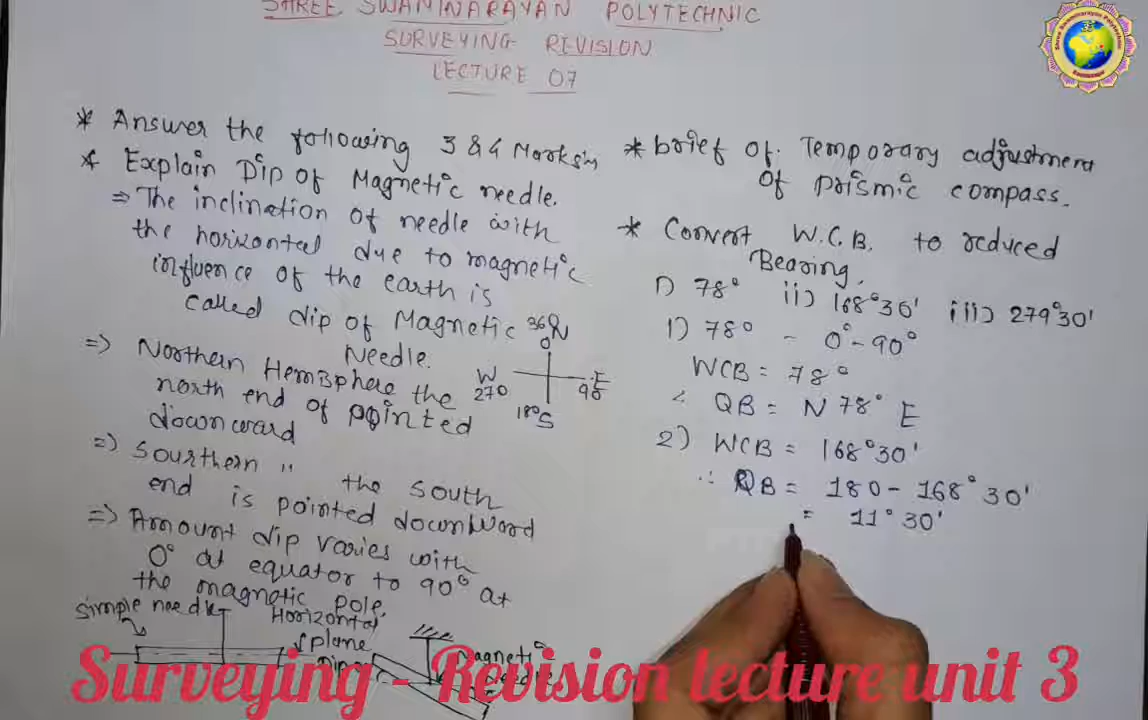 SHREE SWAMINARAYAN POLYTECHNIC
SURVEYING REVISION
LECTURE 07
* Answer the following 3 & 4 Marks
* Explain Dip of Magnetic needle.
⇒ The inclination of needle with
the horizontal due to magnetic
influence of the earth is
called dip of Magnetic
Needle.
⇒ Northern Hemisphere the
north end of pointed
downward
⇒ Sourthern " the south
end is pointed downward
⇒ Amount dip varies with
0° at equator to 90° at
the magnetic pole.
360 N
0
W
270
E
90
180 S
simple needle
Horizontal
plane
Dip
Magnetic
Needle
* brief of. Temporary adjustment
of prismic compass.
* Convert W.C.B. to reduced
Bearing.
1) 78° ii) 168°30' iii) 279°30'
1) 78° - 0°-90°
WCB = 78°
∴ QB = N 78° E
2) WCB = 168°30'
∴ QB = 180 - 168°30'
= 11°30'
Surveying - Revision lecture unit 3